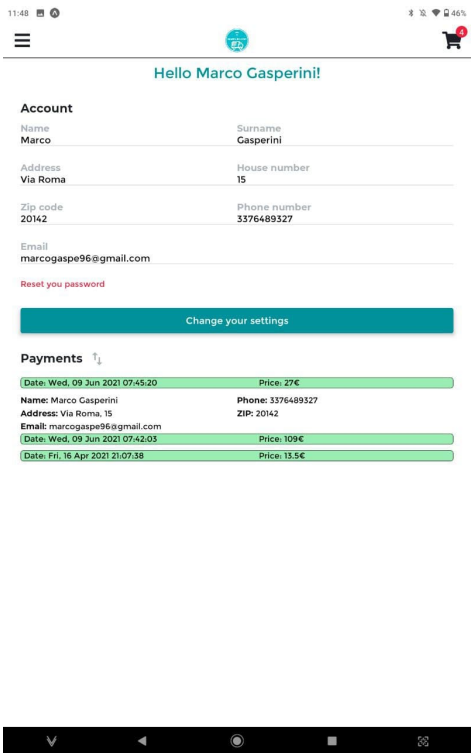 11:48 46%
4
Hello Marco Gasperini!
Account
Name Surname
Marco Gasperini
Address House number
Via Roma 15
Zip code Phone number
20142 3376489327
Email
marcogaspe96@gmail.com
Reset you password
Change your settings
Payments
Date: Wed, 09 Jun 2021 07:45:20 Price: 27€
Name: Marco Gasperini Phone: 3376489327
Address: Via Roma, 15 ZIP: 20142
Email: marcogaspe96@gmail.com
Date: Wed, 09 Jun 2021 07:42:03 Price: 109€
Date: Fri, 16 Apr 2021 21:07:38 Price: 13.5€